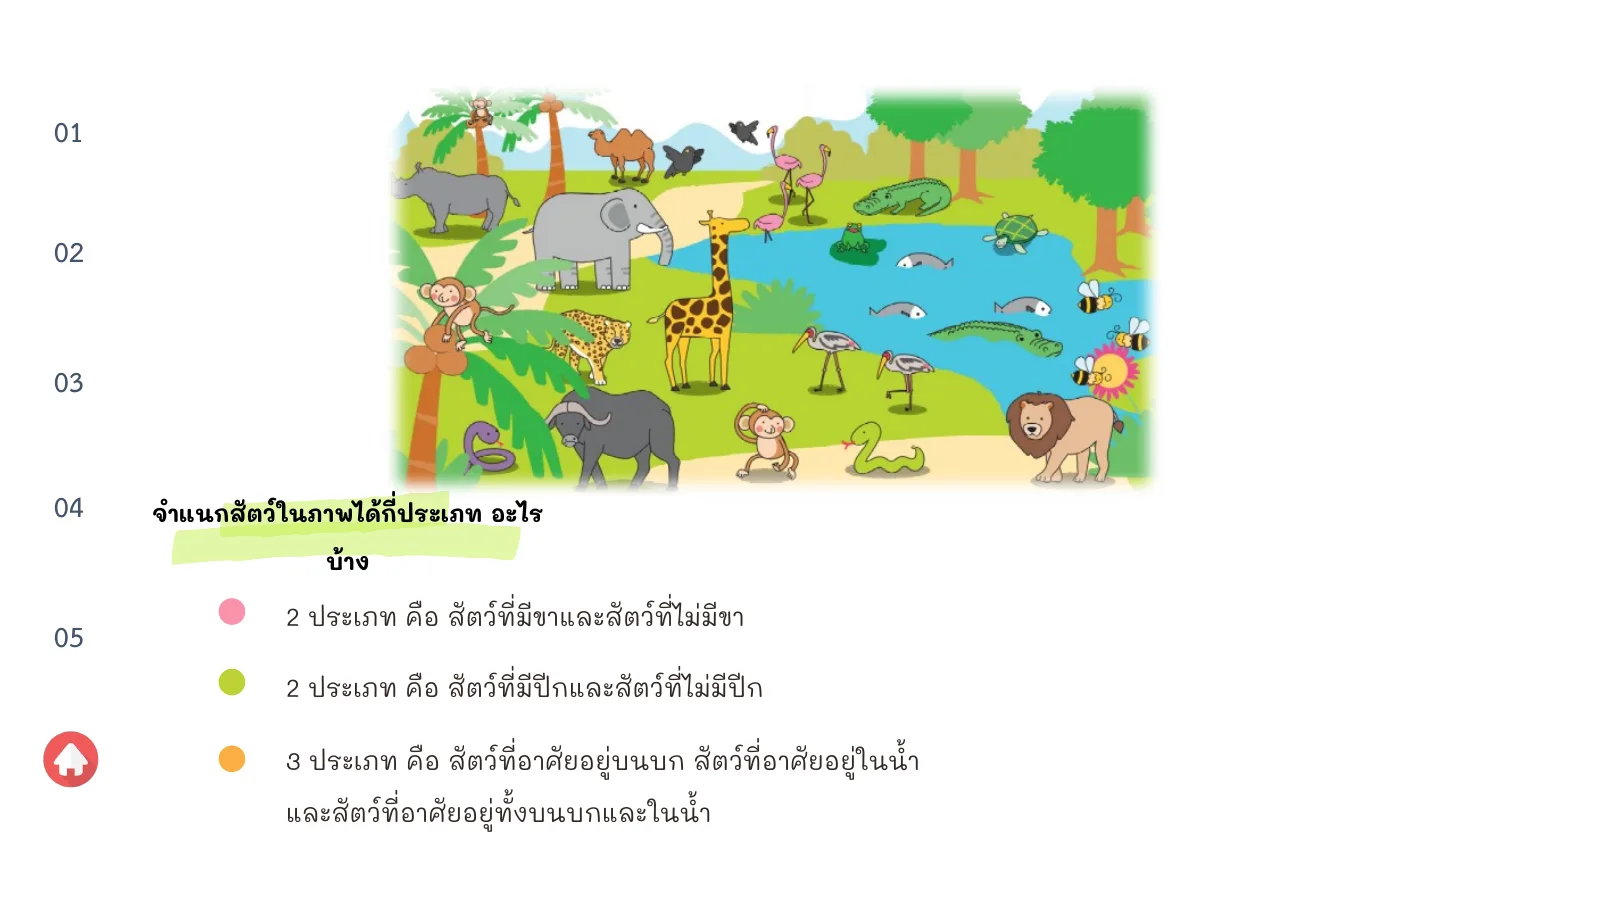 01
02
03
04
05
จำแนกสัตว์ในภาพได้กี่ประเภท อะไร
บ้าง
2 ประเภท คือ สัตว์ที่มีขาและสัตว์ที่ไม่มีขา
2 ประเภท คือ สัตว์ที่มีปีกและสัตว์ที่ไม่มีปีก
3 ประเภท คือ สัตว์ที่อาศัยอยู่บนบก สัตว์ที่อาศัยอยู่ในน้ำ
และสัตว์ที่อาศัยอยู่ทั้งบนบกและในน้ำ